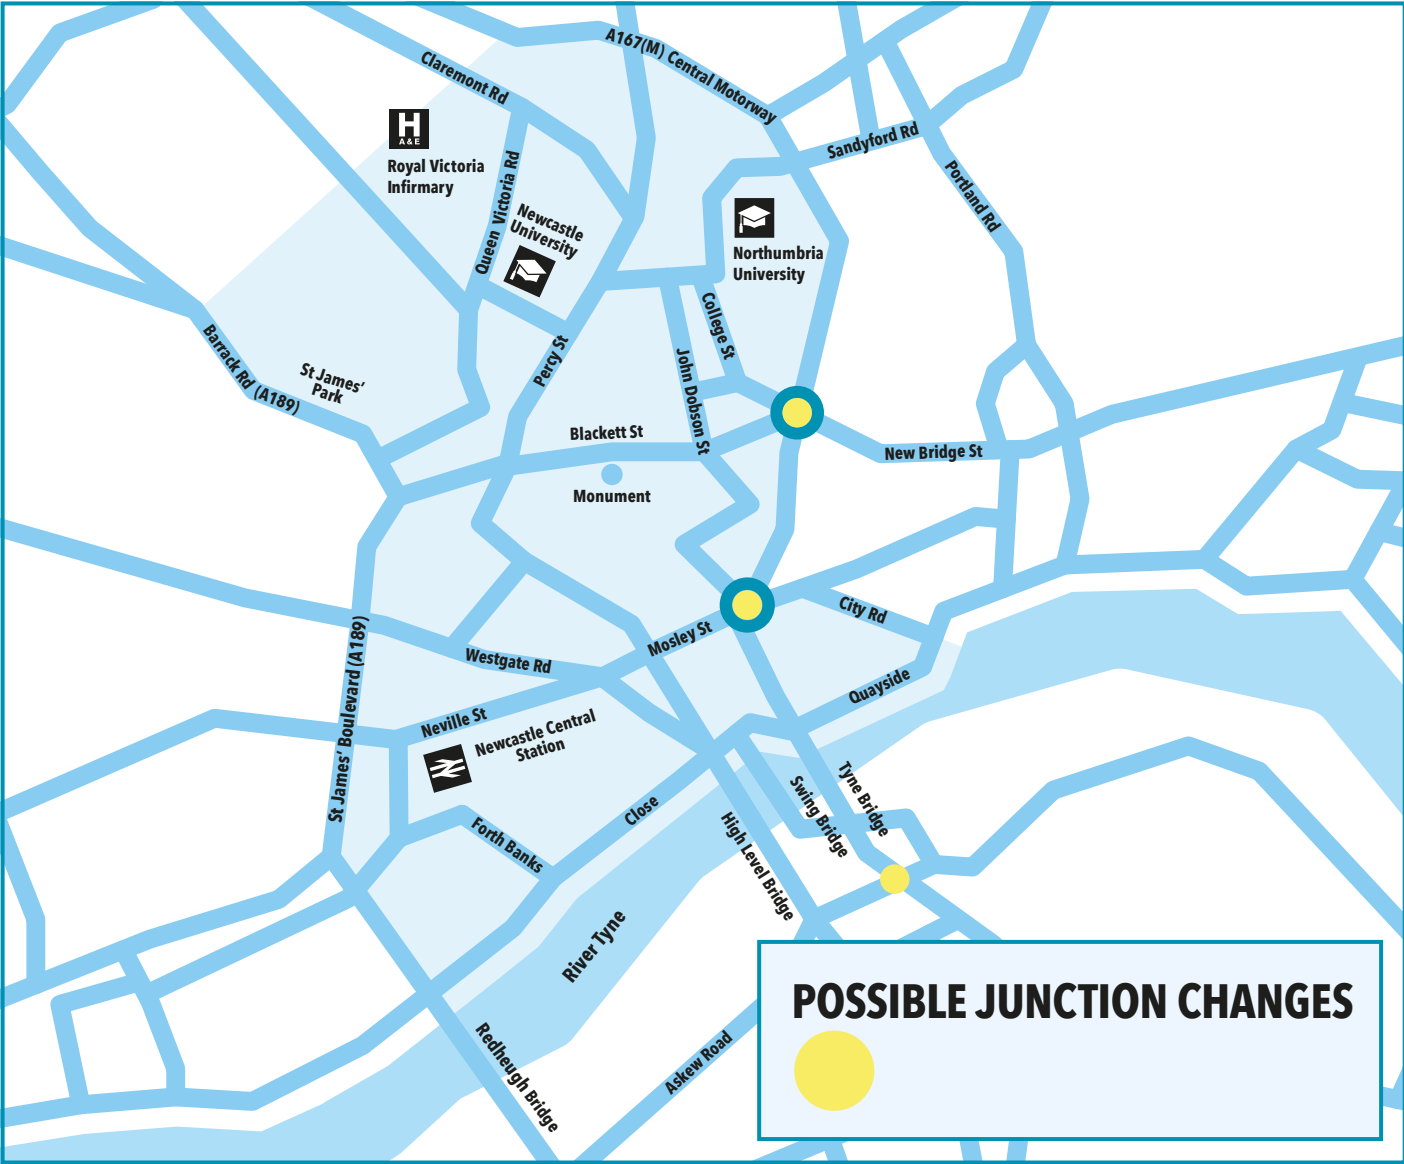 A167(M) Central Motorway
Claremont Rd
H
A&E
Royal Victoria
Infirmary
Queen Victoria Rd
Newcastle
University
Sandyford Rd
Portland Rd
Northumbria
University
Barrack Rd (A189)
St James'
Park
Percy St
College St
John Dobson St
Blackett St
Monument
New Bridge St
City Rd
Mosley St
Westgate Rd
Quayside
St James' Boulevard (A189)
Neville St
Newcastle Central
Station
Close
Forth Banks
Swing Bridge
Tyne Bridge
High Level Bridge
River Tyne
Redheugh Bridge
Askew Road
POSSIBLE JUNCTION CHANGES